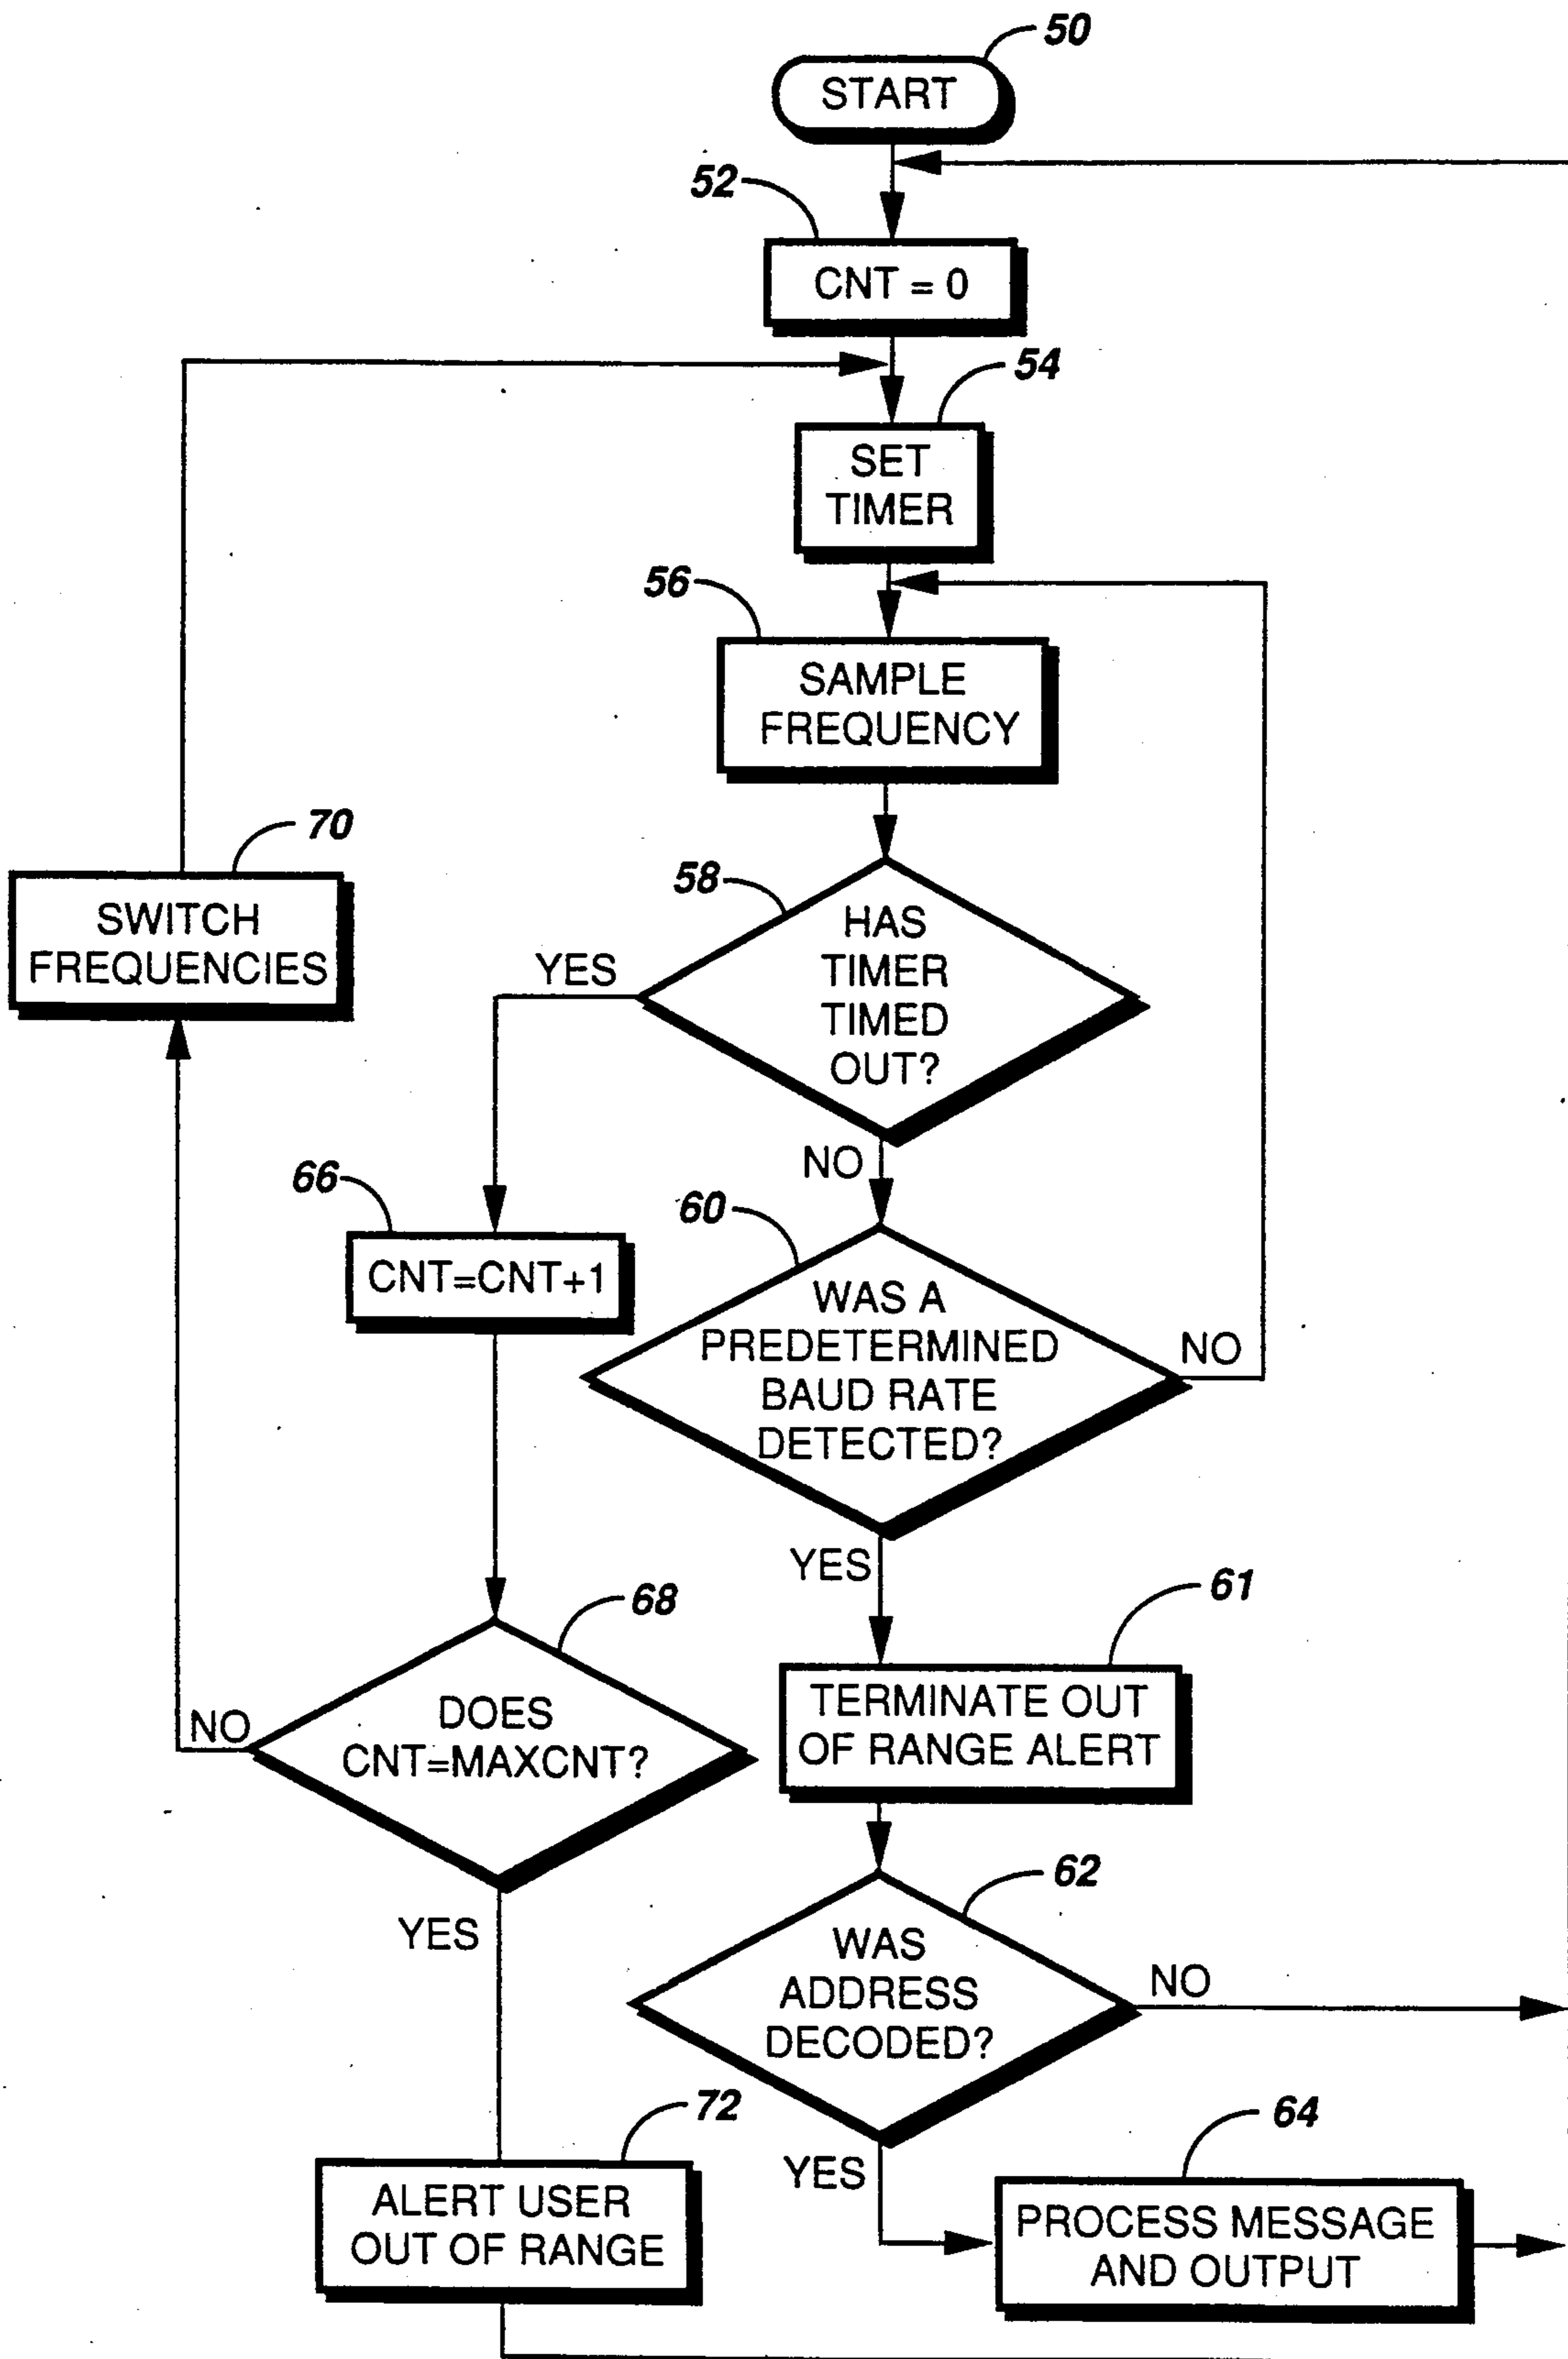 50
START
52
CNT = 0
54
SET
TIMER
56
SAMPLE
FREQUENCY
70
SWITCH
FREQUENCIES
58
HAS
TIMER
TIMED
OUT?
YES
NO
66
CNT=CNT+1
60
WAS A
PREDETERMINED
BAUD RATE
DETECTED?
NO
YES
68
DOES
CNT=MAXCNT?
NO
YES
61
TERMINATE OUT
OF RANGE ALERT
62
WAS
ADDRESS
DECODED?
NO
YES
72
ALERT USER
OUT OF RANGE
64
PROCESS MESSAGE
AND OUTPUT